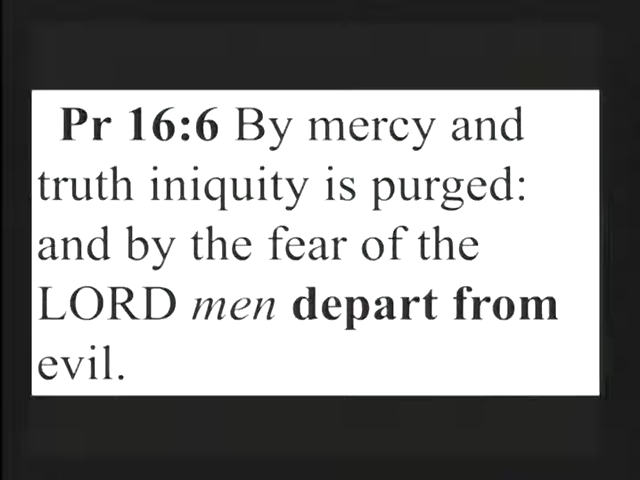 Pr 16:6 By mercy and
truth iniquity is purged:
and by the fear of the
LORD men depart from
evil.